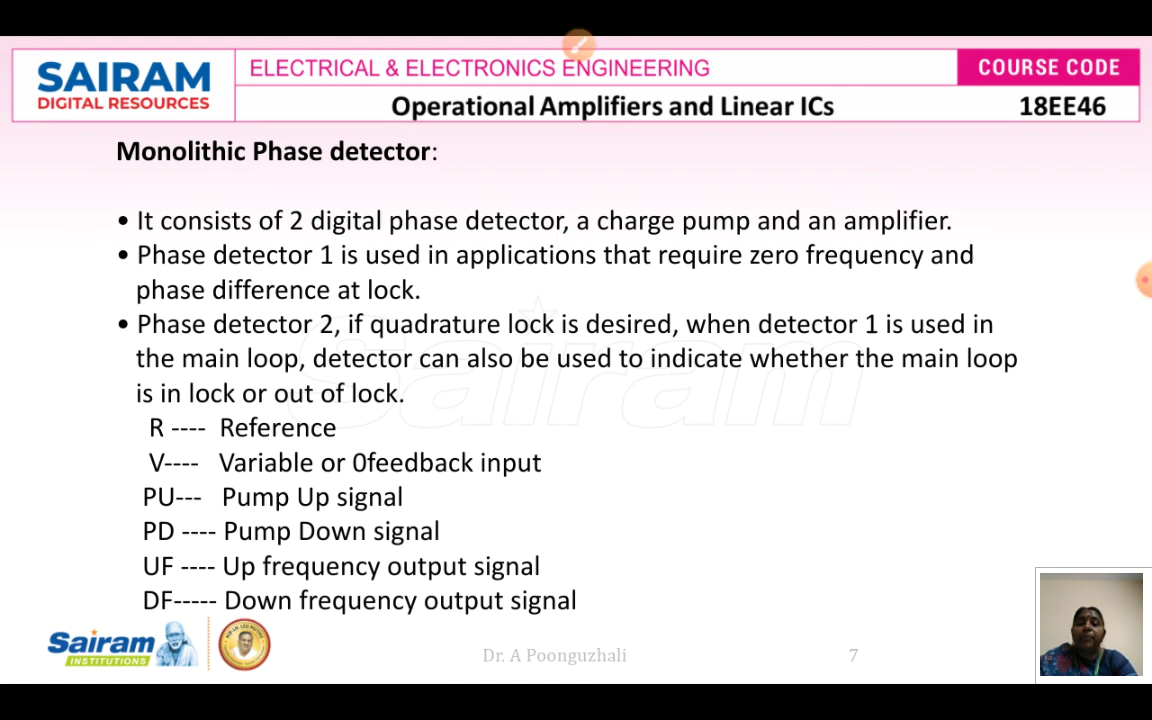 SAIRAM
DIGITAL RESOURCES
ELECTRICAL & ELECTRONICS ENGINEERING
COURSE CODE
Operational Amplifiers and Linear ICs
18EE46
Monolithic Phase detector:
• It consists of 2 digital phase detector, a charge pump and an amplifier.
• Phase detector 1 is used in applications that require zero frequency and
phase difference at lock.
• Phase detector 2, if quadrature lock is desired, when detector 1 is used in
the main loop, detector can also be used to indicate whether the main loop
is in lock or out of lock.
R ---- Reference
V---- Variable or 0feedback input
PU--- Pump Up signal
PD ---- Pump Down signal
UF ---- Up frequency output signal
DF----- Down frequency output signal
Sairam
Sairam
INSTITUTIONS
Dr. A Poonguzhali
7